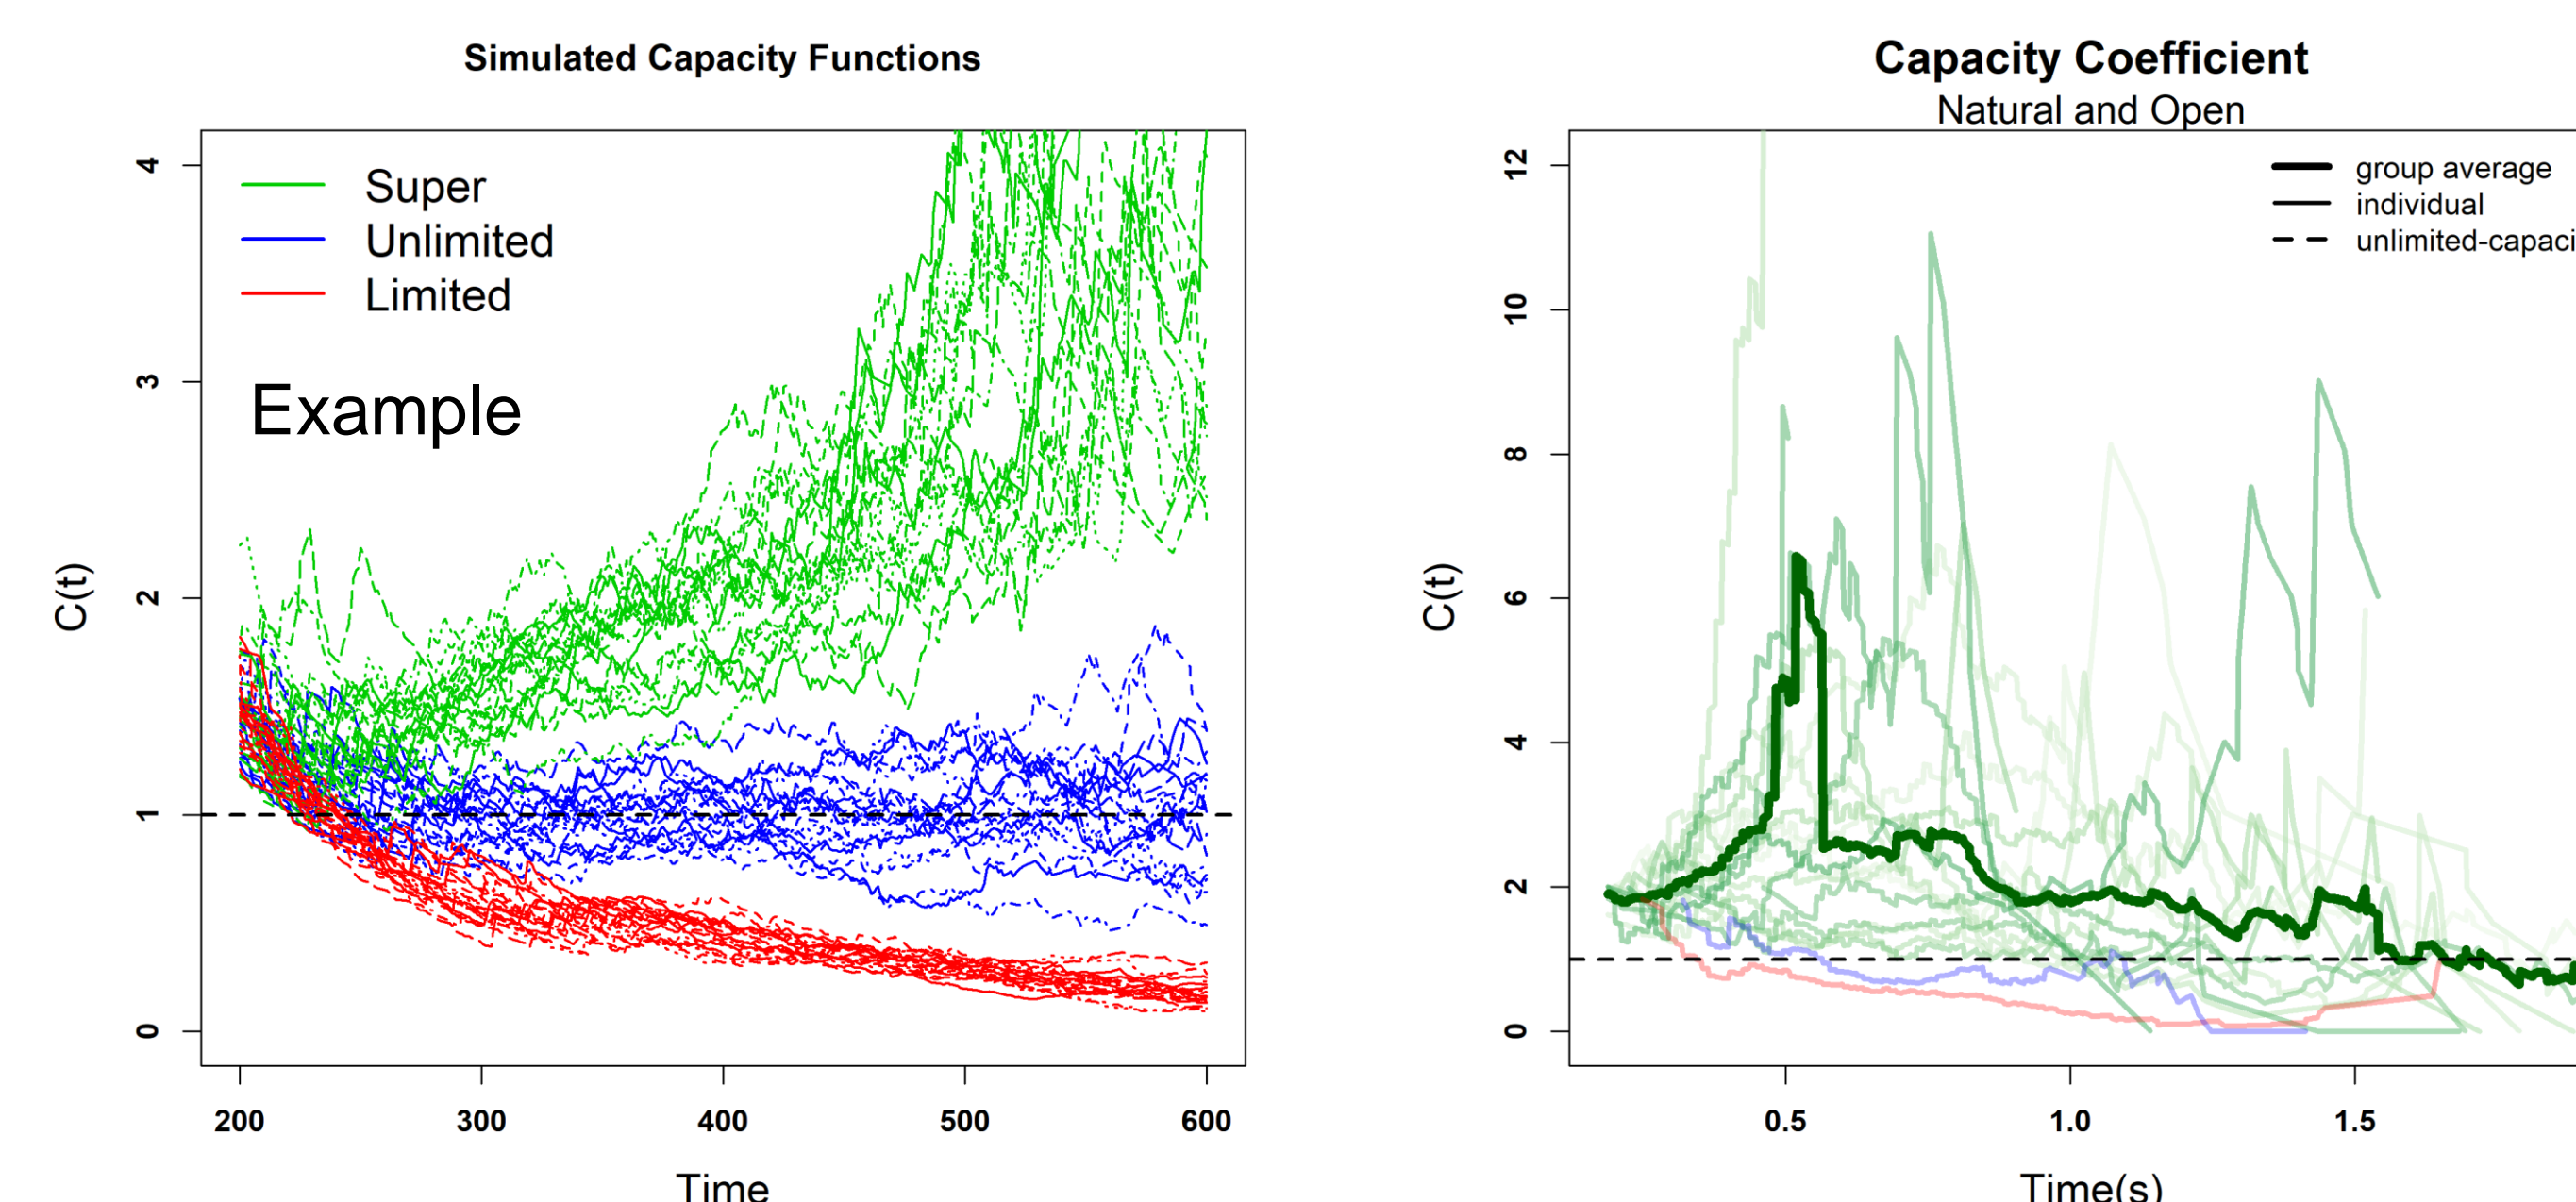 Simulated Capacity Functions
4
3
2
1
0
C(t)
Super
Unlimited
Limited
Example
200 300 400 500 600
Time
Capacity Coefficient
Natural and Open
12
10
8
6
4
2
0
C(t)
group average
individual
unlimited-capaci
0.5 1.0 1.5
Time(s)